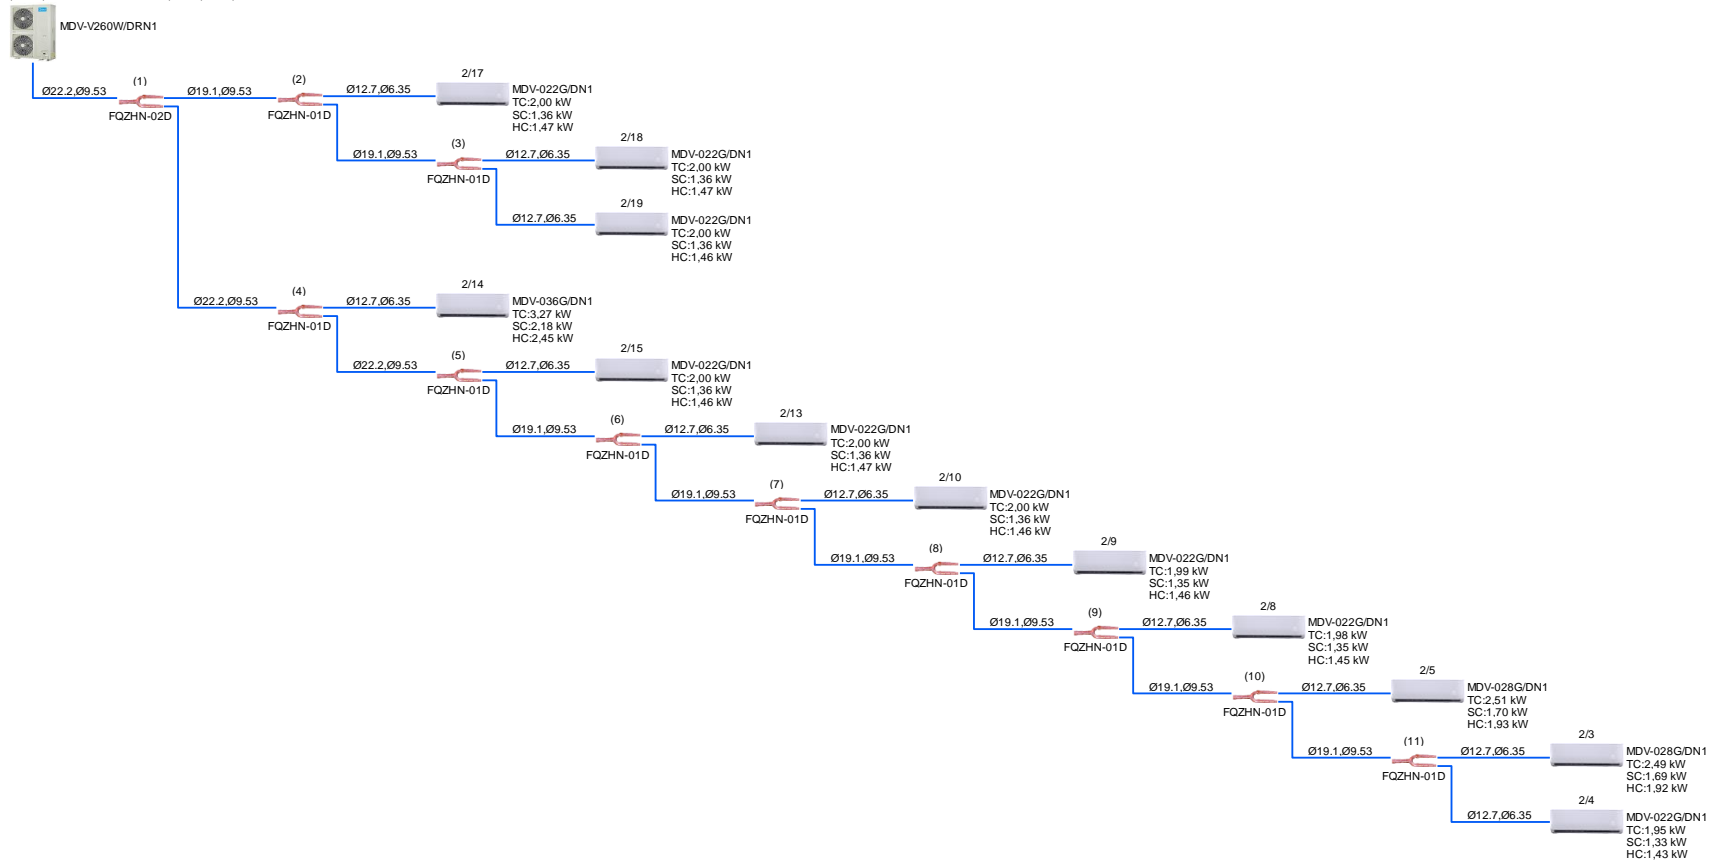 MDV-V260W/DRN1
Ø22.2,Ø9.53
(1)
FQZHN-02D
Ø19.1,Ø9.53
(2)
FQZHN-01D
Ø12.7,Ø6.35
2/17
MDV-022G/DN1
TC:2,00 kW
SC:1,36 kW
HC:1,47 kW
Ø19.1,Ø9.53
(3)
FQZHN-01D
Ø12.7,Ø6.35
2/18
MDV-022G/DN1
TC:2,00 kW
SC:1,36 kW
HC:1,47 kW
Ø12.7,Ø6.35
2/19
MDV-022G/DN1
TC:2,00 kW
SC:1,36 kW
HC:1,46 kW
Ø22.2,Ø9.53
(4)
FQZHN-01D
Ø12.7,Ø6.35
2/14
MDV-036G/DN1
TC:3,27 kW
SC:2,18 kW
HC:2,45 kW
Ø22.2,Ø9.53
(5)
FQZHN-01D
Ø12.7,Ø6.35
2/15
MDV-022G/DN1
TC:2,00 kW
SC:1,36 kW
HC:1,46 kW
Ø19.1,Ø9.53
(6)
FQZHN-01D
Ø12.7,Ø6.35
2/13
MDV-022G/DN1
TC:2,00 kW
SC:1,36 kW
HC:1,47 kW
Ø19.1,Ø9.53
(7)
FQZHN-01D
Ø12.7,Ø6.35
2/10
MDV-022G/DN1
TC:2,00 kW
SC:1,36 kW
HC:1,46 kW
Ø19.1,Ø9.53
(8)
FQZHN-01D
Ø12.7,Ø6.35
2/9
MDV-022G/DN1
TC:1,99 kW
SC:1,35 kW
HC:1,46 kW
Ø19.1,Ø9.53
(9)
FQZHN-01D
Ø12.7,Ø6.35
2/8
MDV-022G/DN1
TC:1,98 kW
SC:1,35 kW
HC:1,45 kW
Ø19.1,Ø9.53
(10)
FQZHN-01D
Ø12.7,Ø6.35
2/5
MDV-028G/DN1
TC:2,51 kW
SC:1,70 kW
HC:1,93 kW
Ø19.1,Ø9.53
(11)
FQZHN-01D
Ø12.7,Ø6.35
2/3
MDV-028G/DN1
TC:2,49 kW
SC:1,69 kW
HC:1,92 kW
Ø12.7,Ø6.35
2/4
MDV-022G/DN1
TC:1,95 kW
SC:1,33 kW
HC:1,43 kW